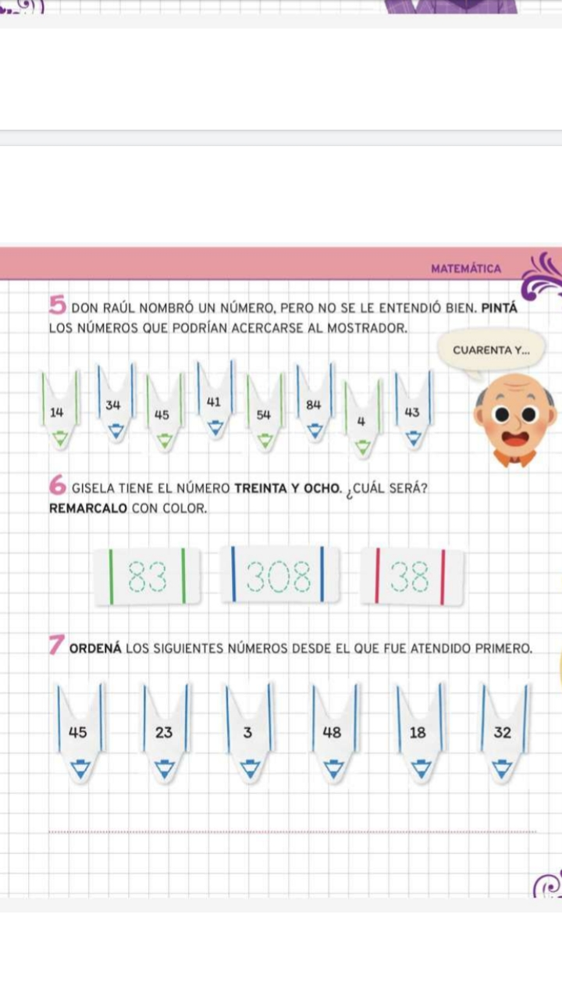 MATEMÁTICA
5 DON RAÚL NOMBRÓ UN NÚMERO, PERO NO SE LE ENTENDIÓ BIEN. PINTÁ
LOS NÚMEROS QUE PODRÍAN ACERCARSE AL MOSTRADOR.
CUARENTA Y...
14 34 45 41 54 84 4 43
6 GISELA TIENE EL NÚMERO TREINTA Y OCHO. ¿CUÁL SERÁ?
REMARCALO CON COLOR.
83 308 38
7 ORDENÁ LOS SIGUIENTES NÚMEROS DESDE EL QUE FUE ATENDIDO PRIMERO.
45 23 3 48 18 32